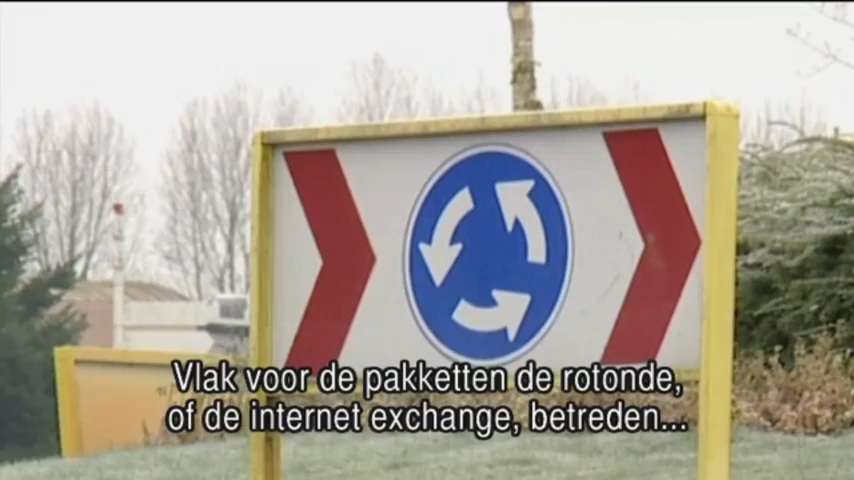 Vlak voor de pakketten de rotonde,
of de internet exchange, betreden...